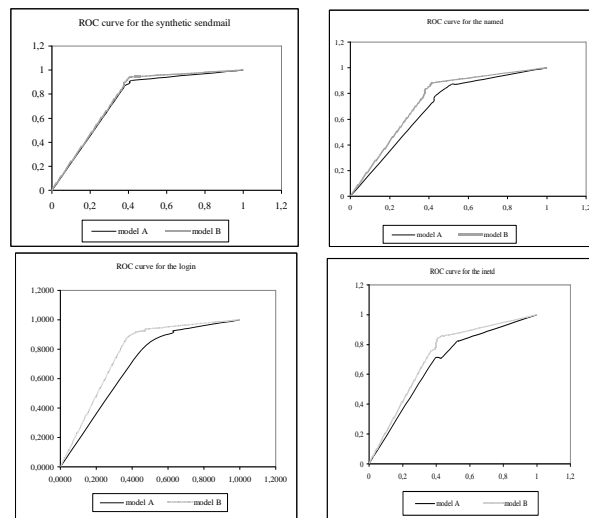 ROC curve for the synthetic sendmail
1,2
1
0,8
0,6
0,4
0,2
0
0 0,2 0,4 0,6 0,8 1 1,2
model A model B
ROC curve for the named
1,2
1
0,8
0,6
0,4
0,2
0
0 0,2 0,4 0,6 0,8 1 1,2
model A model B
ROC curve for the login
1,2000
1,0000
0,8000
0,6000
0,4000
0,2000
0,0000
0,0000 0,2000 0,4000 0,6000 0,8000 1,0000 1,2000
model A model B
ROC curve for the inetd
1,2
1
0,8
0,6
0,4
0,2
0
0 0,2 0,4 0,6 0,8 1 1,2
model A model B